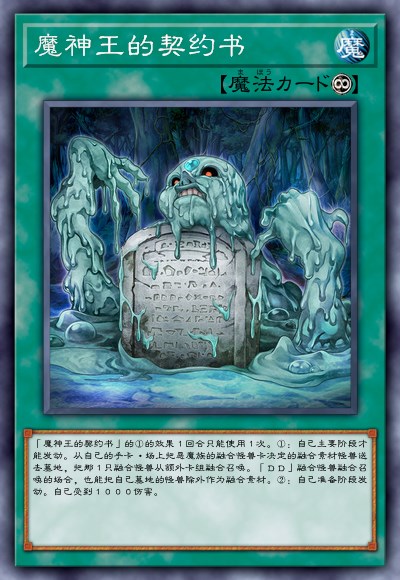 魔神王的契约书
魔
【魔法カード】
まほう
「魔神王的契约书」的①的效果1回合只能使用1次。①：自己主要阶段才
能发动。从自己的手卡·场上把恶魔族的融合怪兽卡决定的融合素材怪兽送
去墓地，把那1只融合怪兽从额外卡组融合召唤。「DD」融合怪兽融合召
唤的场合，也能把自己墓地的怪兽除外作为融合素材。②：自己准备阶段发
动。自己受到1000伤害。